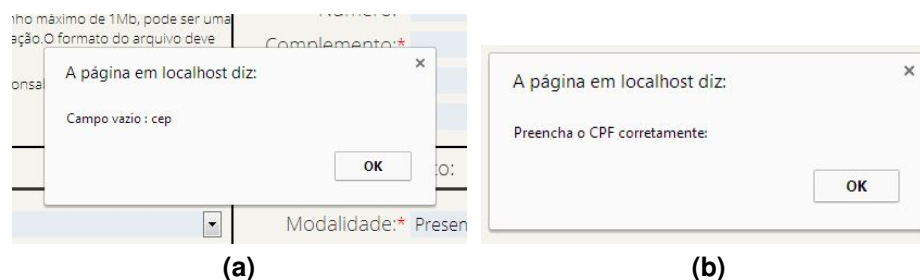 nho máximo de 1Mb, pode ser uma
ação.O formato do arquivo deve
Complemento:*
A página em localhost diz:
×
Campo vazio : cep
OK
Modalidade:* Presen
(a)
A página em localhost diz:
×
Preencha o CPF corretamente:
OK
(b)